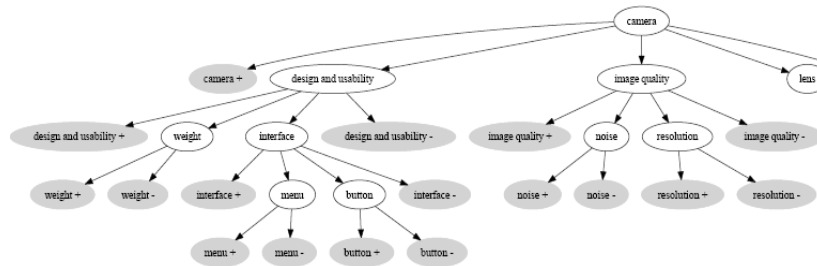 camera
camera +
design and usability
image quality
lens
design and usability +
weight
interface
design and usability -
image quality +
noise
resolution
image quality -
weight +
weight -
interface +
menu
button
interface -
noise +
noise -
resolution +
resolution -
menu +
menu -
button +
button -